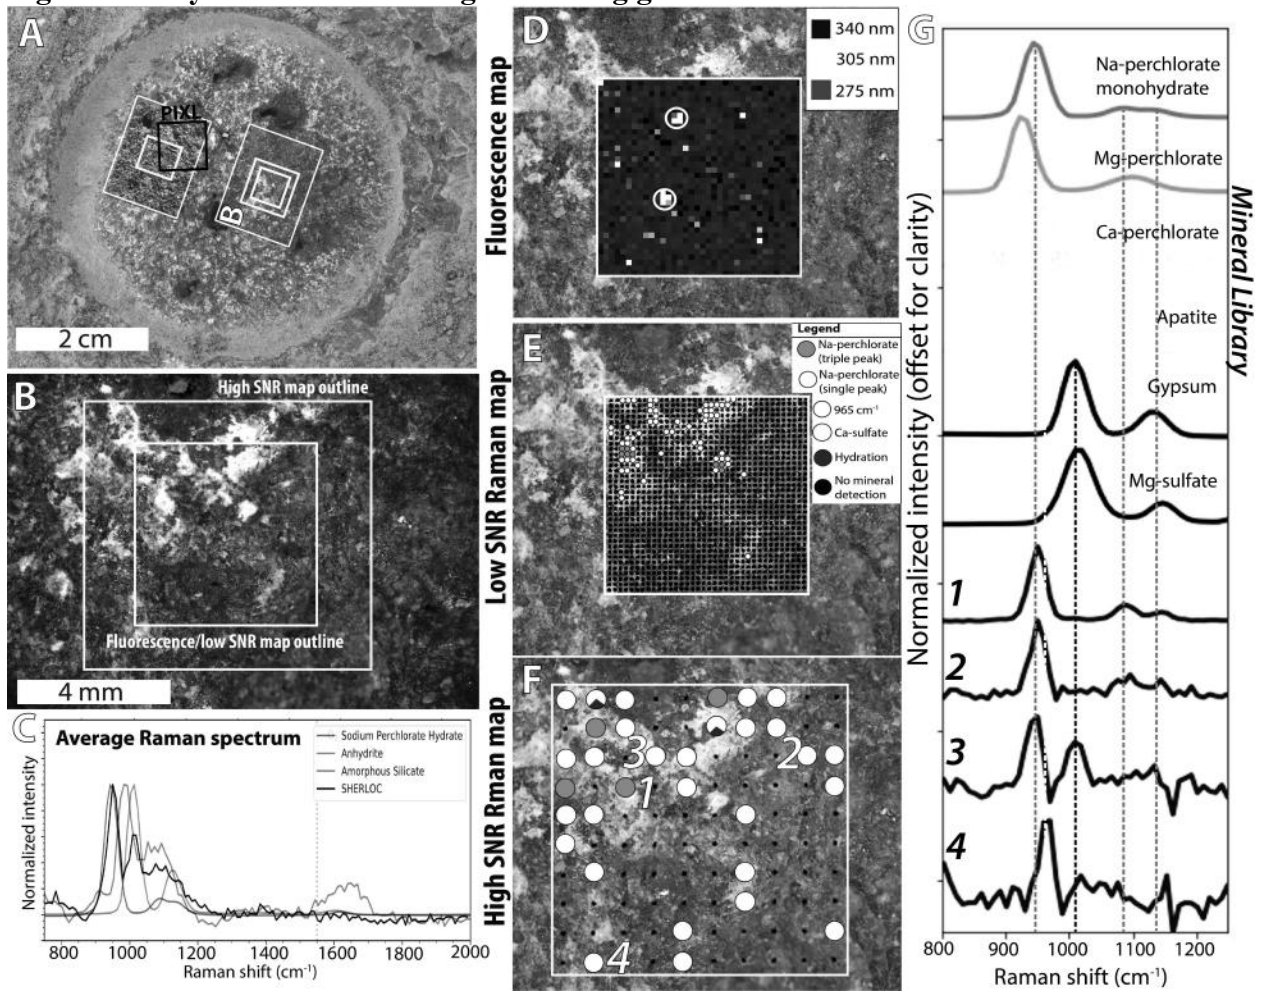 A
PIXL
B
2 cm
B
High SNR map outline
Fluorescence/low SNR map outline
4 mm
C
Average Raman spectrum
Sodium Perchlorate Hydrate
Anhydrite
Amorphous Silicate
SHERLOC
Normalized intensity
800 1000 1200 1400 1600 1800 2000
Raman shift (cm⁻¹)
Fluorescence map
D
340 nm
305 nm
275 nm
Low SNR Raman map
E
Legend
Na-perchlorate
(triple peak)
Na-perchlorate
(single peak)
965 cm⁻¹
Ca-sulfate
Hydration
No mineral
detection
High SNR Rman map
F
3
2
1
4
G
Normalized intensity (offset for clarity)
Na-perchlorate
monohydrate
Mg-perchlorate
Ca-perchlorate
Apatite
Gypsum
Mg-sulfate
Mineral Library
1
2
3
4
800 900 1000 1100 1200
Raman shift (cm⁻¹)